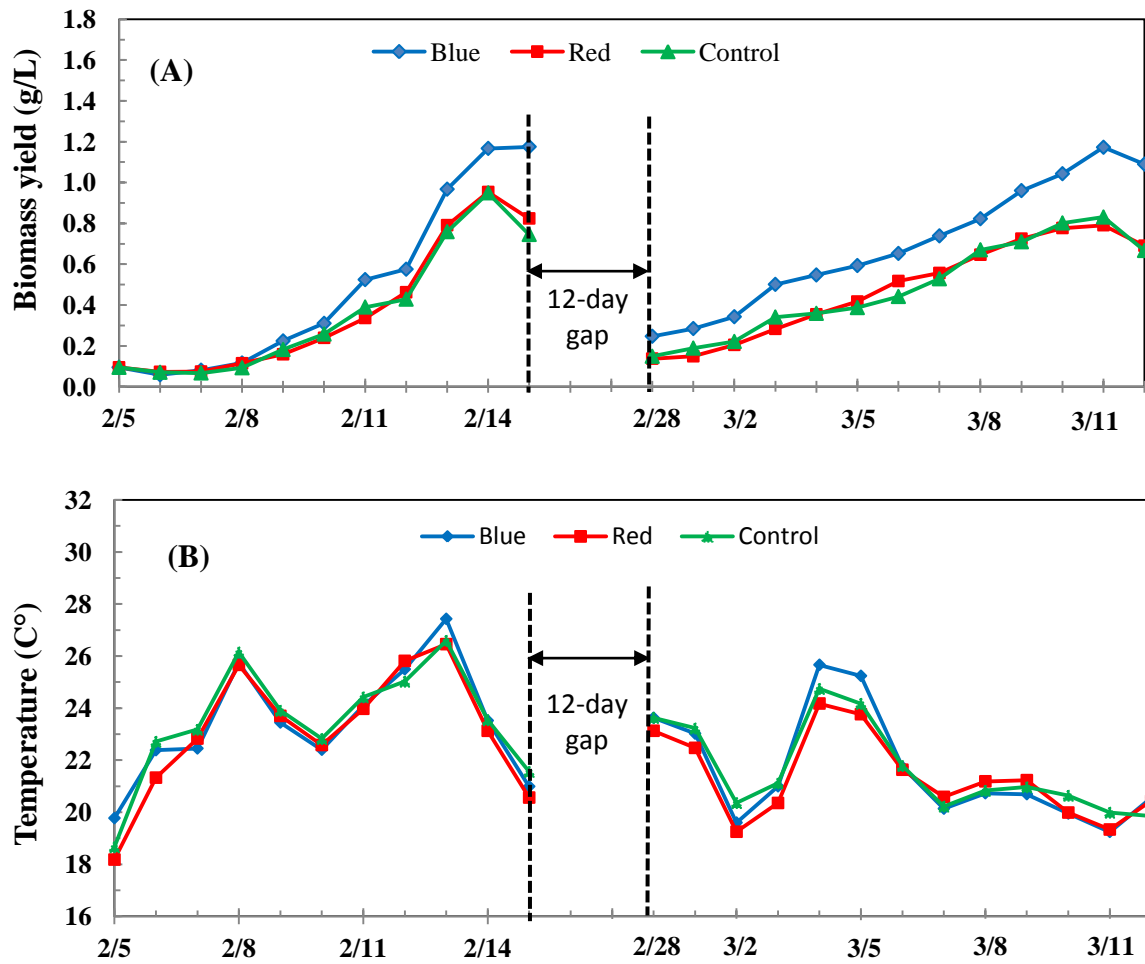 1.8
1.6
1.4
1.2
1.0
0.8
0.6
0.4
0.2
0.0
Biomass yield (g/L)
(A)
Blue Red Control
12-day
gap
2/5 2/8 2/11 2/14 2/28 3/2 3/5 3/8 3/11
32
30
28
26
24
22
20
18
16
Temperature (C°)
(B)
Blue Red Control
12-day
gap
2/5 2/8 2/11 2/14 2/28 3/2 3/5 3/8 3/11